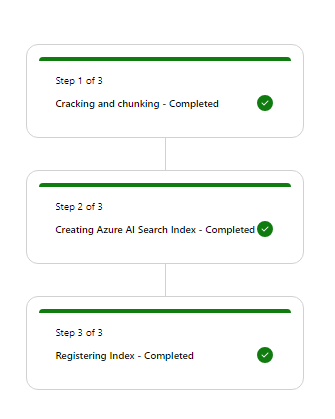 Step 1 of 3
Cracking and chunking - Completed
Step 2 of 3
Creating Azure AI Search Index - Completed
Step 3 of 3
Registering Index - Completed